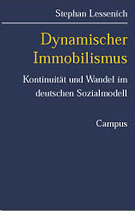 Stephan Lessenich
Dynamischer
Immobilismus
Kontinuität und Wandel im
deutschen Sozialmodell
Campus